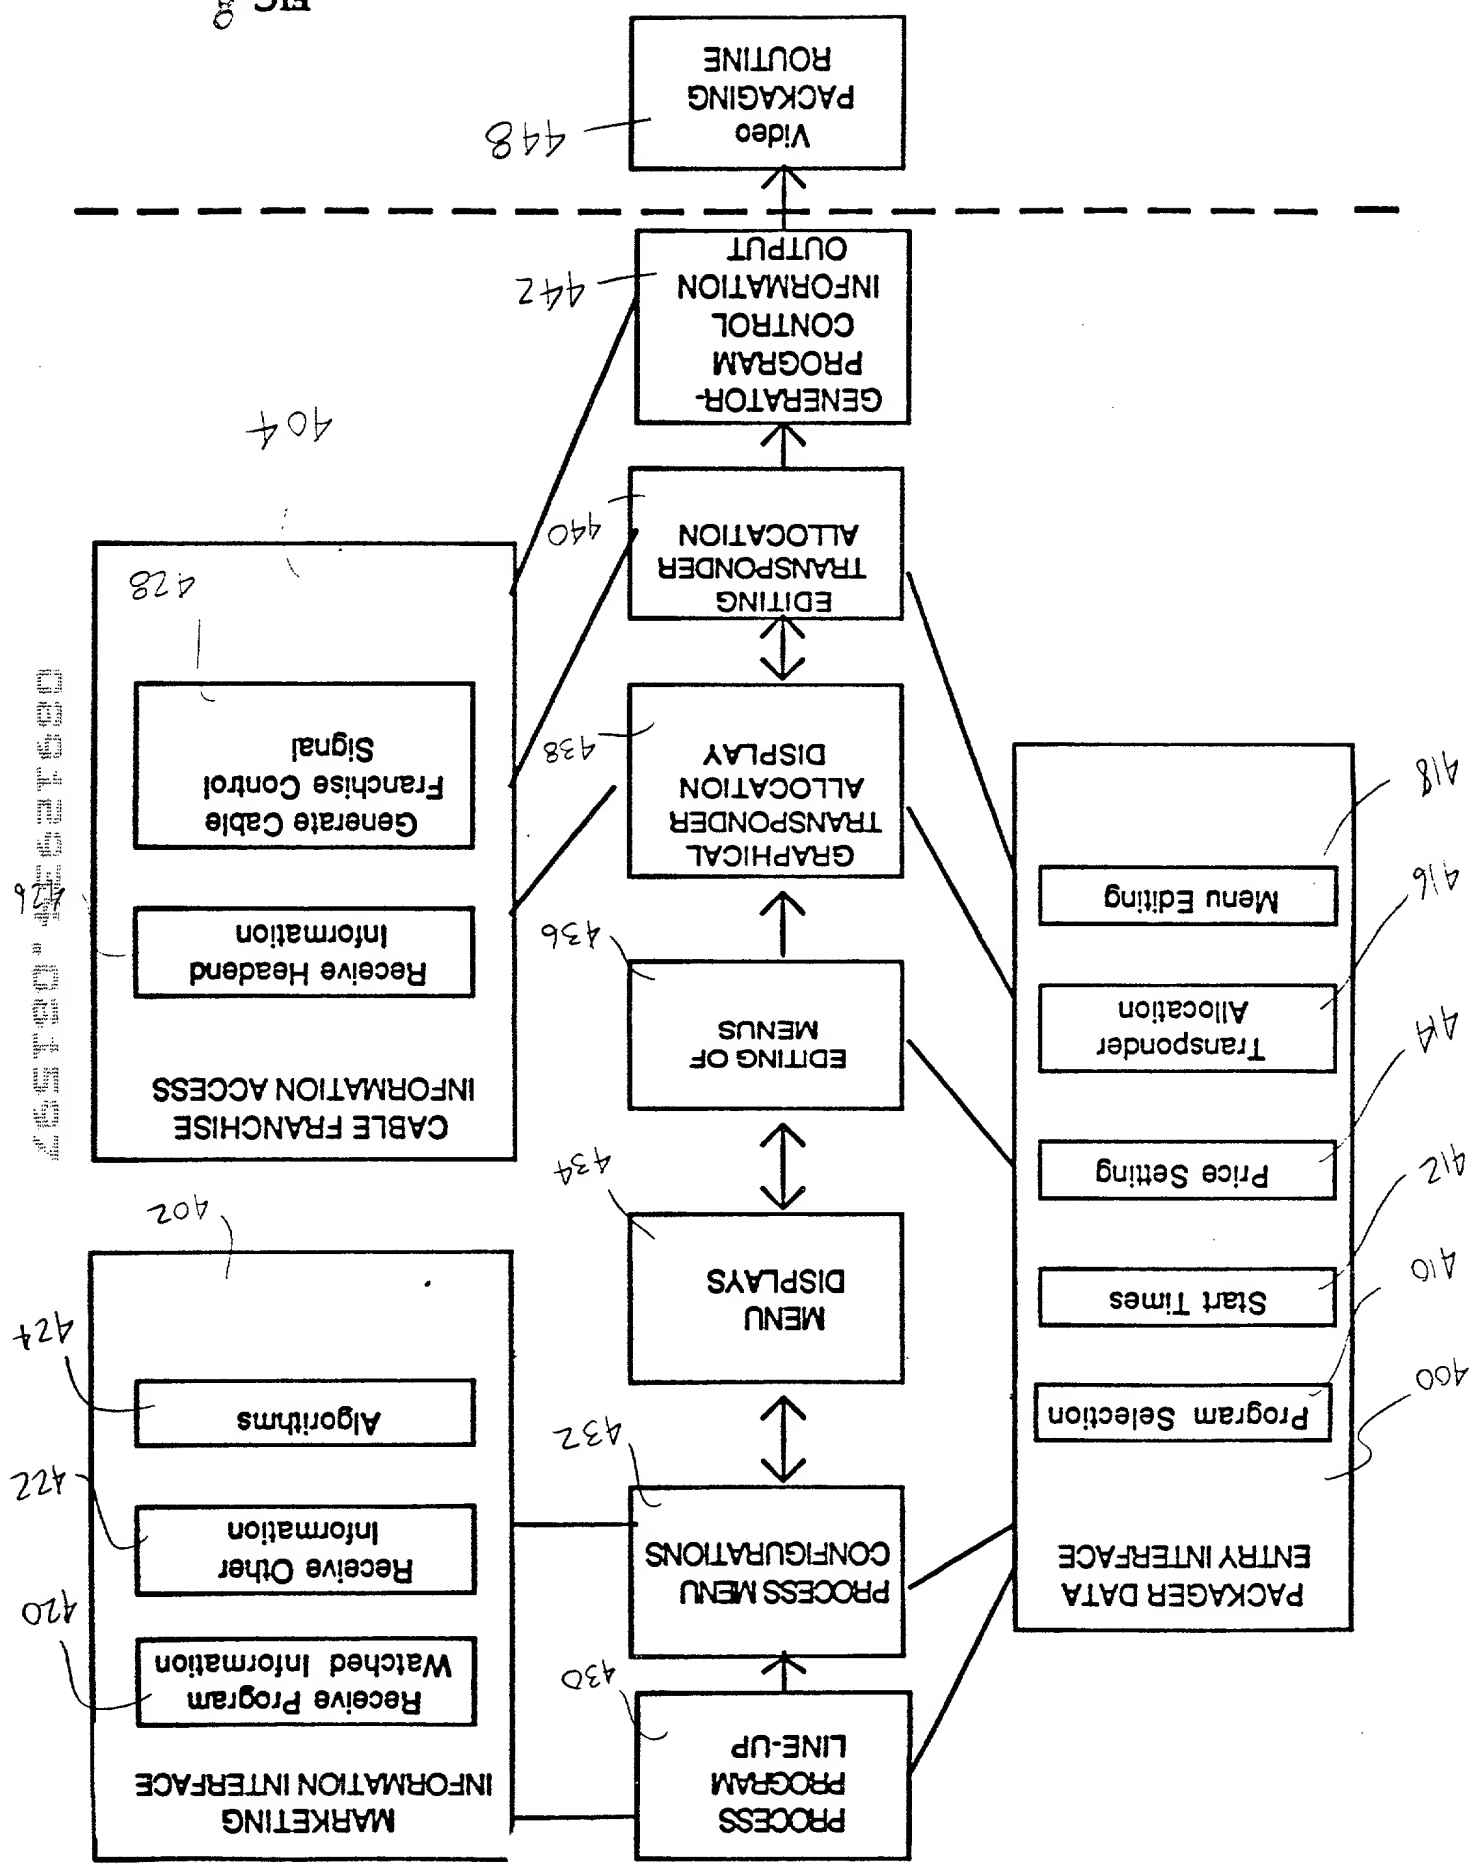 PROCESS
PROGRAM
LINE-UP
430
PROCESS MENU
CONFIGURATIONS
432
MENU
DISPLAYS
434
EDITING OF
MENUS
436
GRAPHICAL
TRANSPONDER
ALLOCATION
DISPLAY
438
EDITING
TRANSPONDER
ALLOCATION
440
GENERATOR-
PROGRAM
CONTROL
INFORMATION
OUTPUT
442
Video
PACKAGING
ROUTINE
448
PACKAGER DATA
ENTRY INTERFACE
400
Program Selection
410
Start Times
412
Price Setting
414
Transponder
Allocation
416
Menu Editing
418
MARKETING
INFORMATION INTERFACE
402
Receive Program
Watched Information
420
Receive Other
Information
422
Algorithms
424
CABLE FRANCHISE
INFORMATION ACCESS
404
Receive Headend
Information
426
Generate Cable
Franchise Control
Signal
428
FIG 8